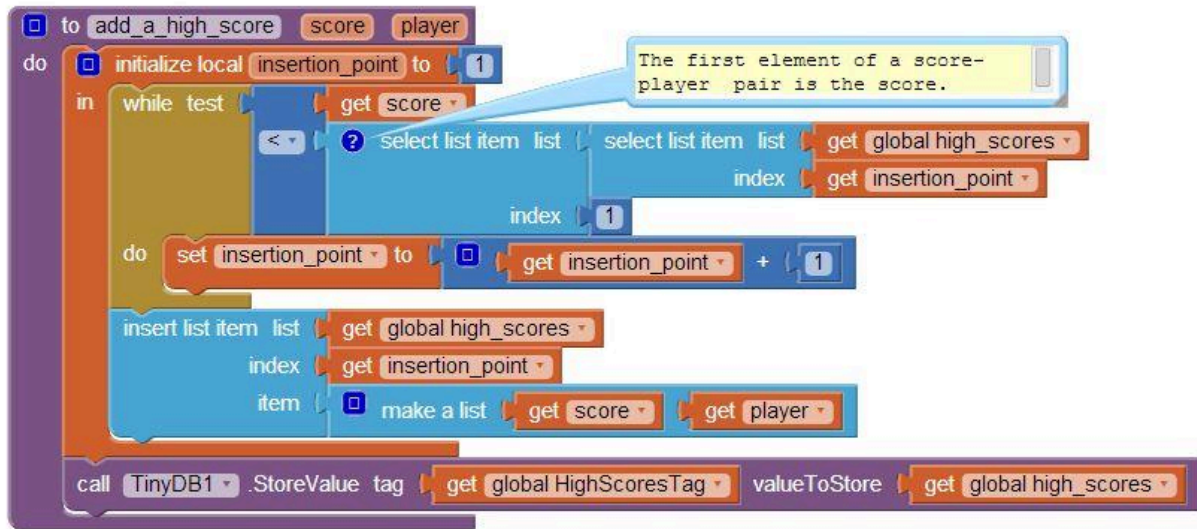 to add_a_high_score score player
do initialize local insertion_point to 1
The first element of a score-
player pair is the score.
in while test get score
< ? select list item list select list item list get global high_scores
index get insertion_point
index 1
do set insertion_point to get insertion_point + 1
insert list item list get global high_scores
index get insertion_point
item make a list get score get player
call TinyDB1 .StoreValue tag get global HighScoresTag valueToStore get global high_scores